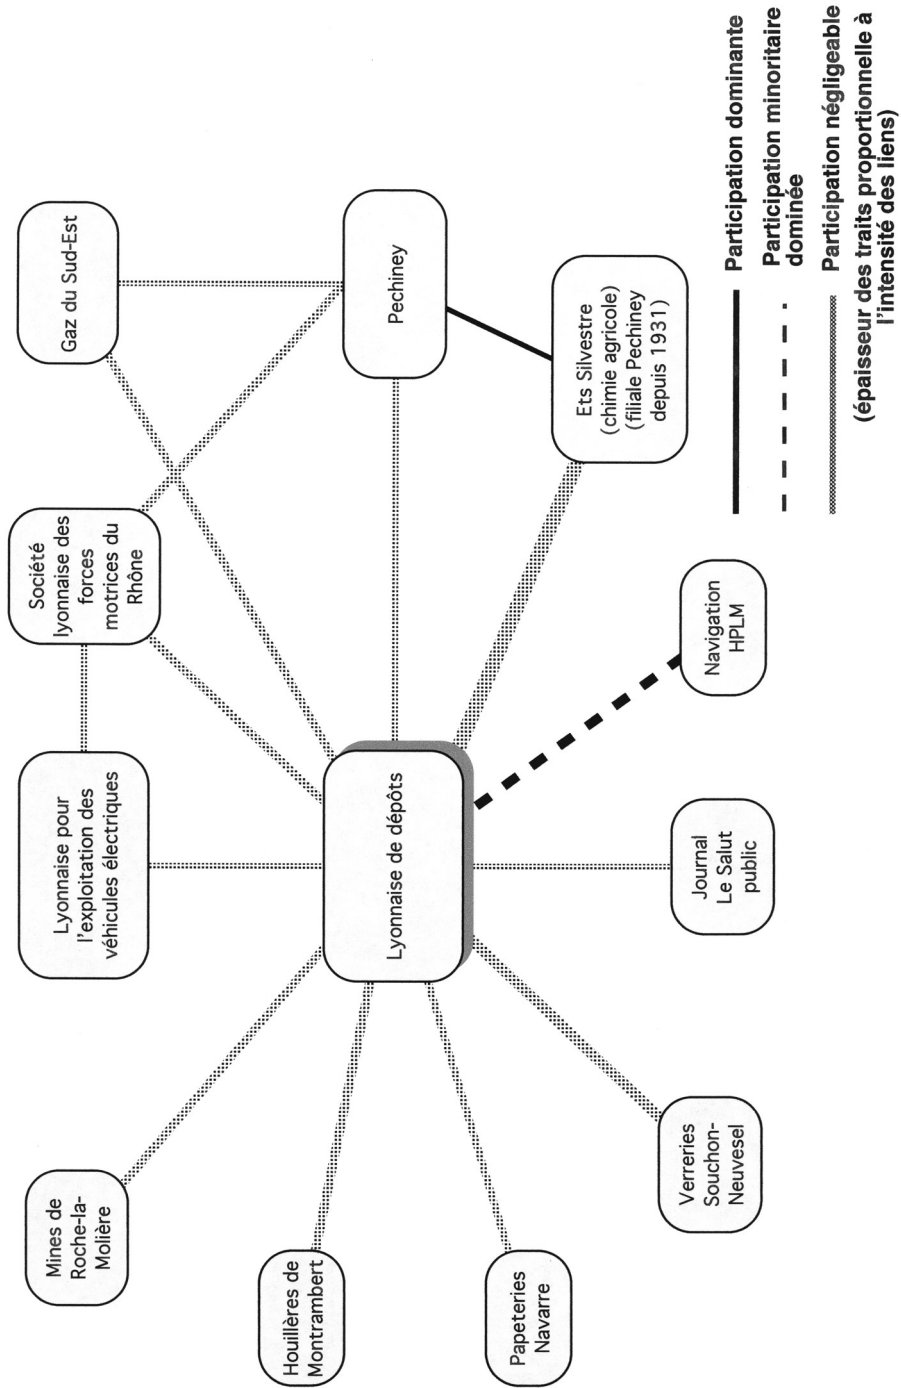 Mines de
Roche-la-
Molière
Lyonnaise pour
l'exploitation des
véhicules électriques
Société
lyonnaise des
forces
motrices du
Rhône
Gaz du Sud-Est
Houillères de
Montrambert
Lyonnaise de dépôts
Pechiney
Papeteries
Navarre
Ets Silvestre
(chimie agricole)
(filiale Pechiney
depuis 1931)
Verreries
Souchon-
Neuvesel
Journal
Le Salut
public
Navigation
HPLM
Participation dominante
Participation minoritaire
dominée
Participation négligeable
(épaisseur des traits proportionnelle à
l'intensité des liens)